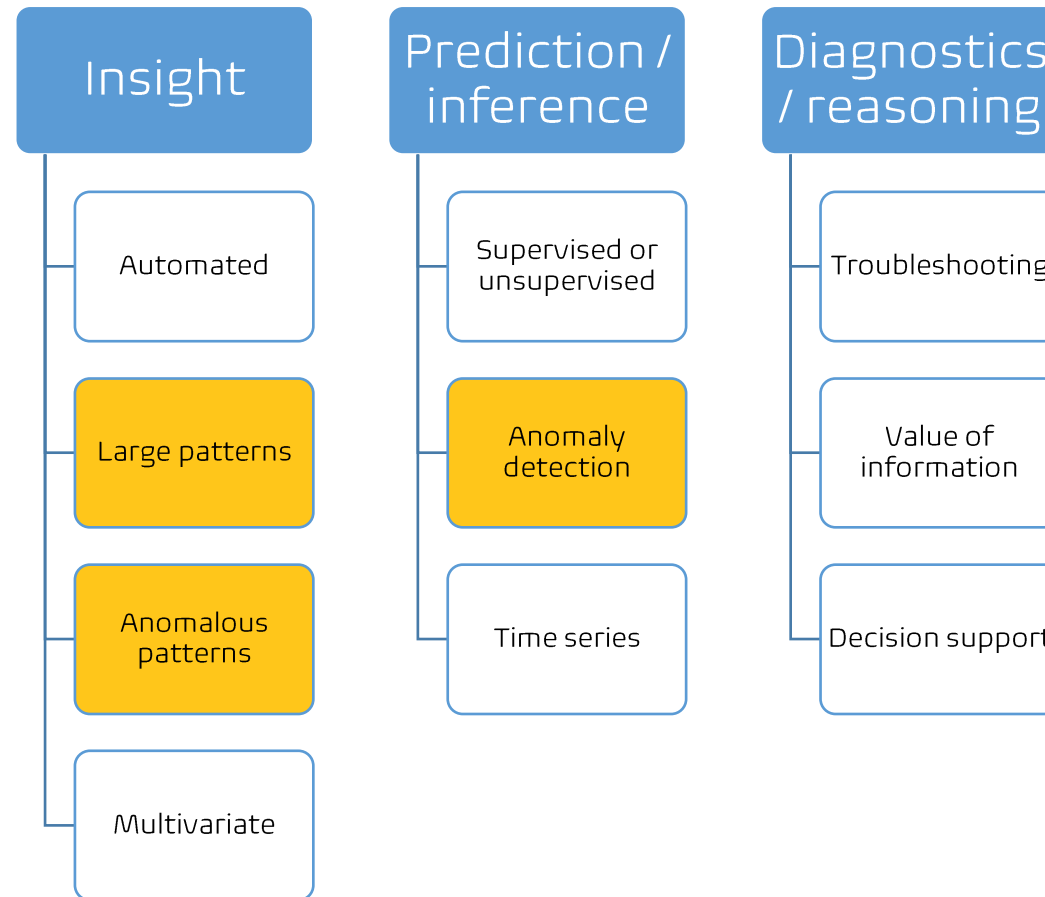 Insight
Automated
Large patterns
Anomalous
patterns
Multivariate
Prediction /
inference
Supervised or
unsupervised
Anomaly
detection
Time series
Diagnostics
/ reasoning
Troubleshooting
Value of
information
Decision support